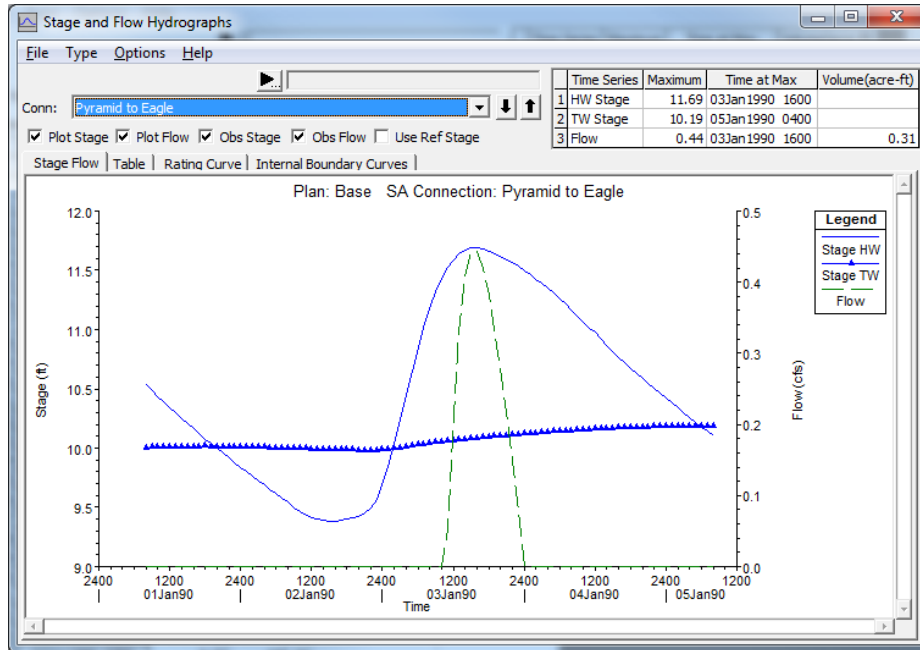 Stage and Flow Hydrographs
File Type Options Help
Conn: Pyramid to Eagle
Plot Stage Plot Flow Obs Stage Obs Flow Use Ref Stage
Time Series Maximum Time at Max Volume(acre-ft)
1 HW Stage 11.69 03Jan1990 1600
2 TW Stage 10.19 05Jan1990 0400
3 Flow 0.44 03Jan1990 1600 0.31
Stage Flow Table Rating Curve Internal Boundary Curves
Plan: Base SA Connection: Pyramid to Eagle
Stage (ft)
12.0
11.5
11.0
10.5
10.0
9.5
9.0
0.5
0.4
0.3
0.2
0.1
0.0
Flow (cfs)
Legend
Stage HW
Stage TW
Flow
2400 1200 2400 1200 2400 1200 2400 1200 2400 1200
01Jan90 02Jan90 03Jan90 04Jan90 05Jan90
Time